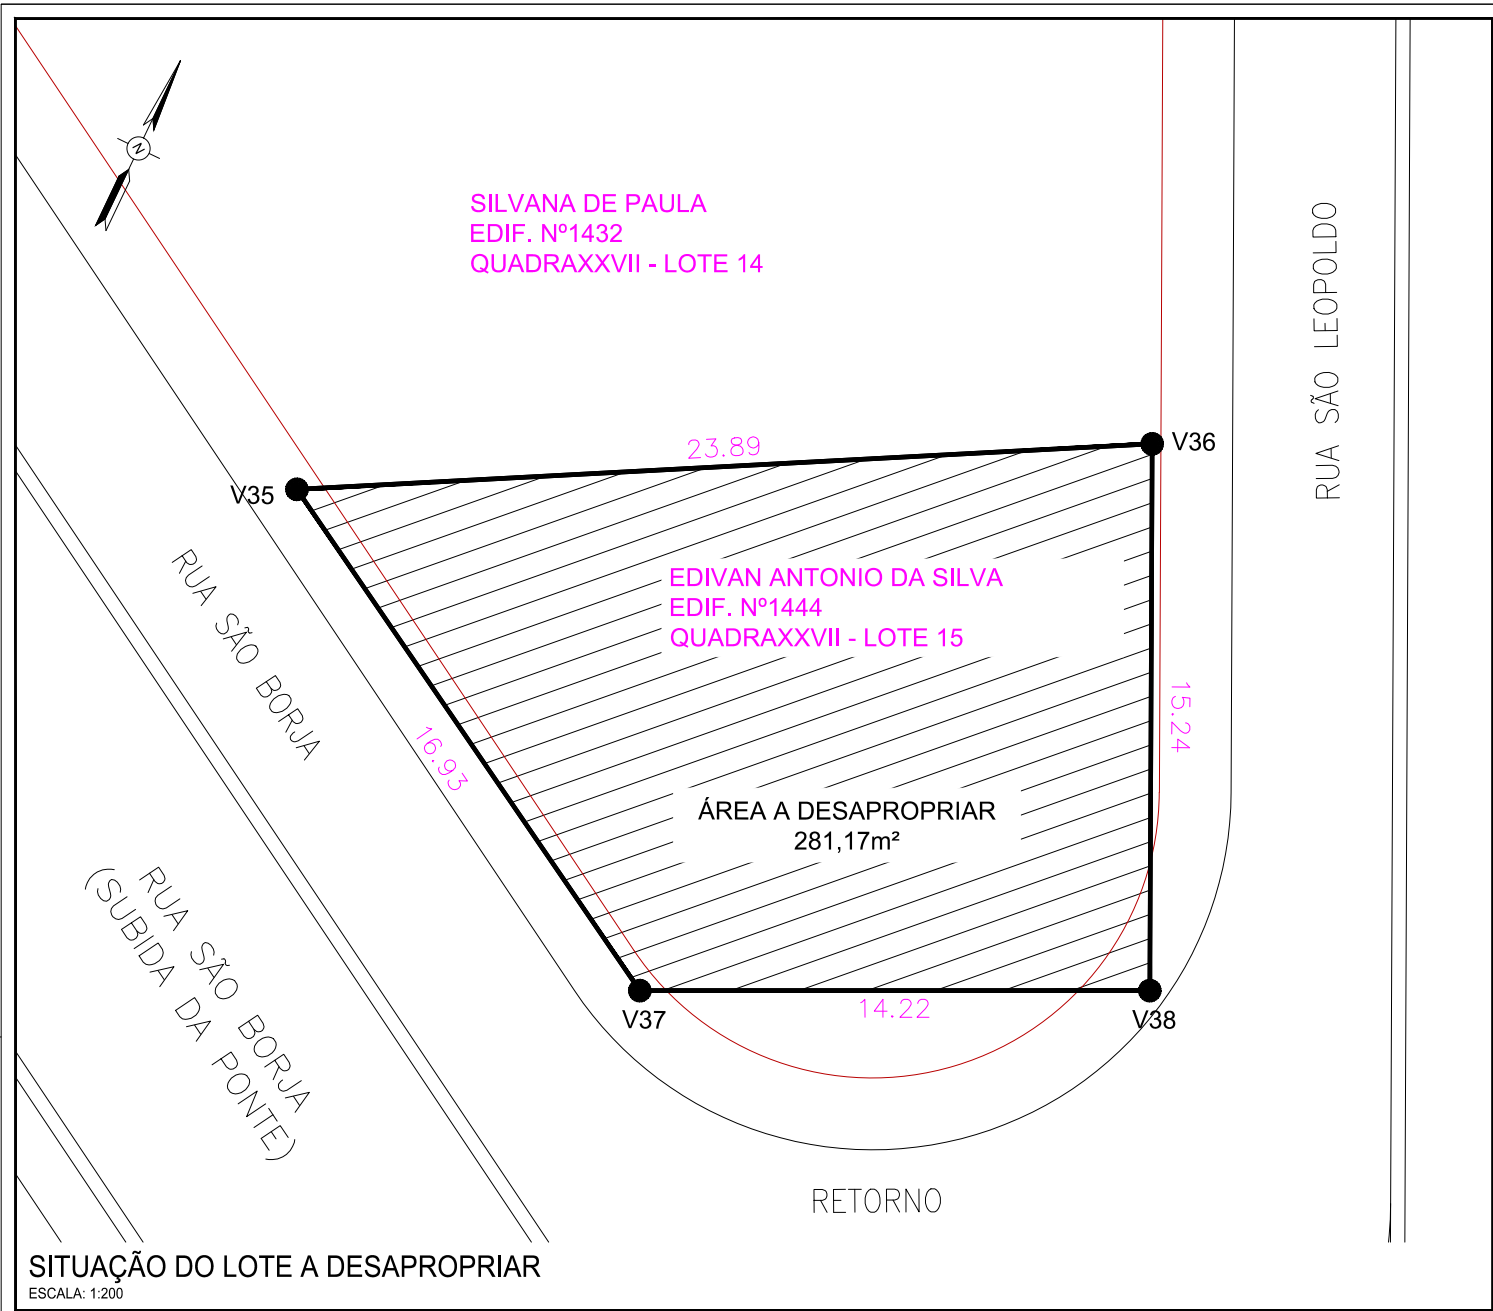 N
SILVANA DE PAULA
EDIF. Nº1432
QUADRAXXVII - LOTE 14
RUA SÃO LEOPOLDO
23.89
V36
V35
RUA SÃO BORJA
EDIVAN ANTONIO DA SILVA
EDIF. Nº1444
QUADRAXXVII - LOTE 15
15.24
16.93
ÁREA A DESAPROPRIAR
281,17m²
RUA SÃO BORJA
(SUBIDA DA PONTE)
14.22
V37
V38
RETORNO
SITUAÇÃO DO LOTE A DESAPROPRIAR
ESCALA: 1:200